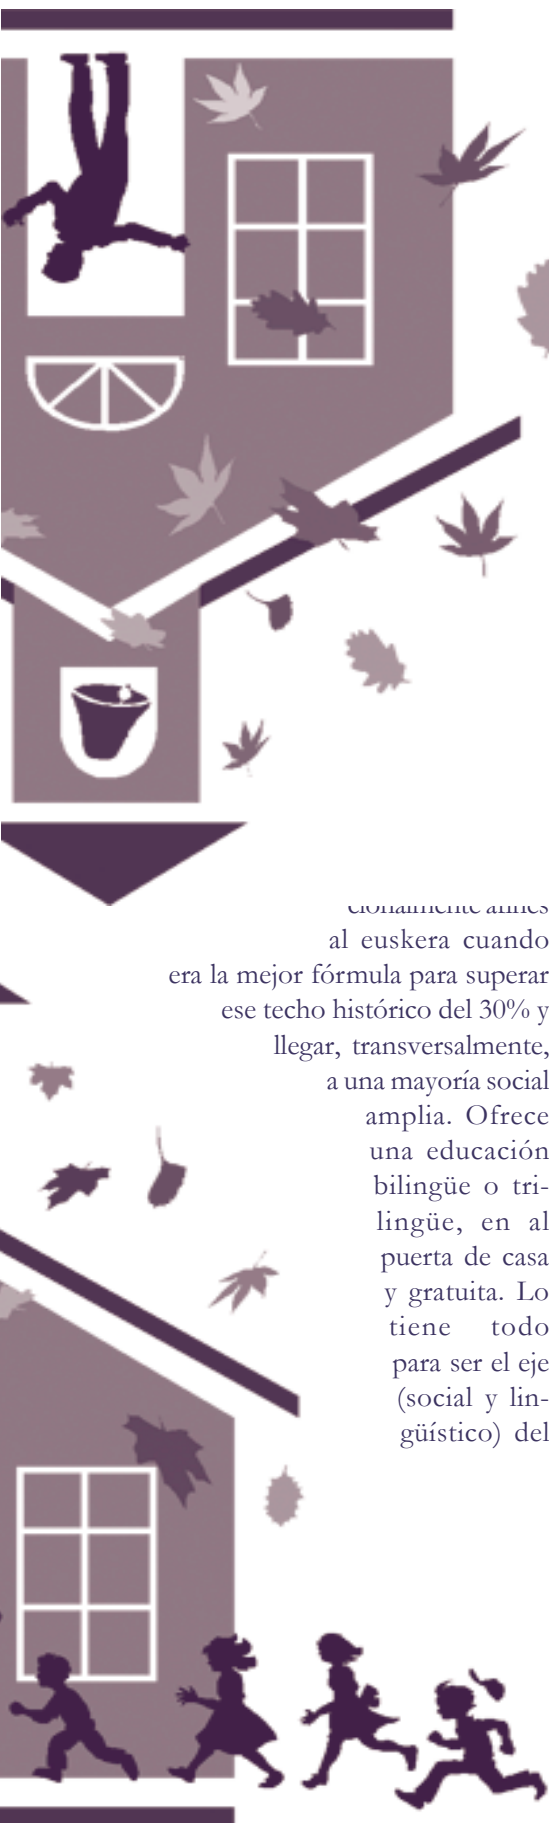 al euskera cuando
era la mejor fórmula para superar
ese techo histórico del 30% y
llegar, transversalmente,
a una mayoría social
amplia. Ofrece
una educación
bilingüe o tri-
lingüe, en al
puerta de casa
y gratuita. Lo
tiene todo
para ser el eje
(social y lin-
güístico) del